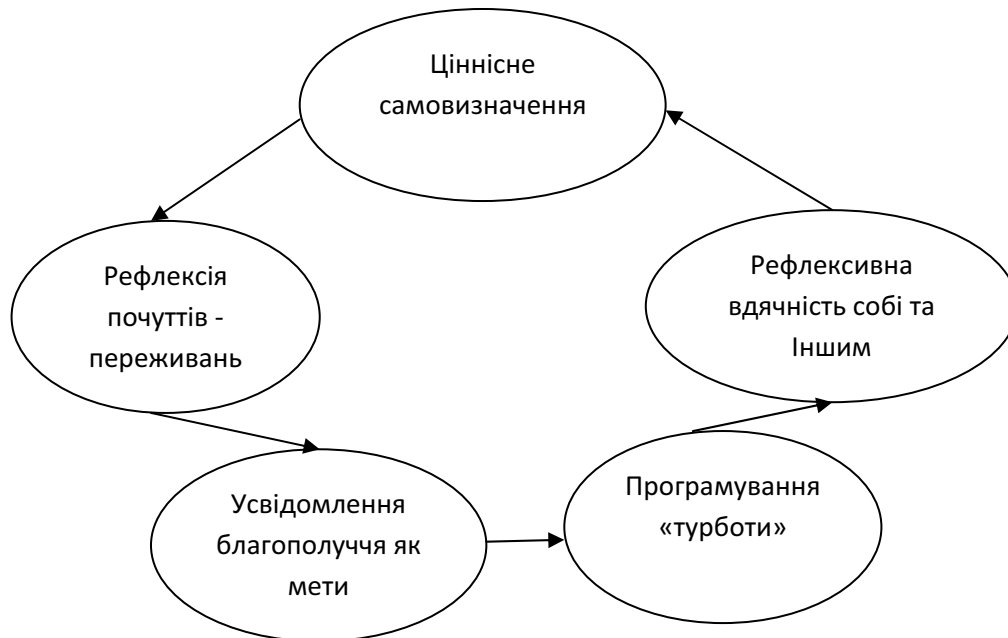 Ціннісне
самовизначення
Рефлексія
почуттів -
переживань
Рефлексивна
вдячність собі та
Іншим
Усвідомлення
благополуччя як
мети
Програмування
«турботи»